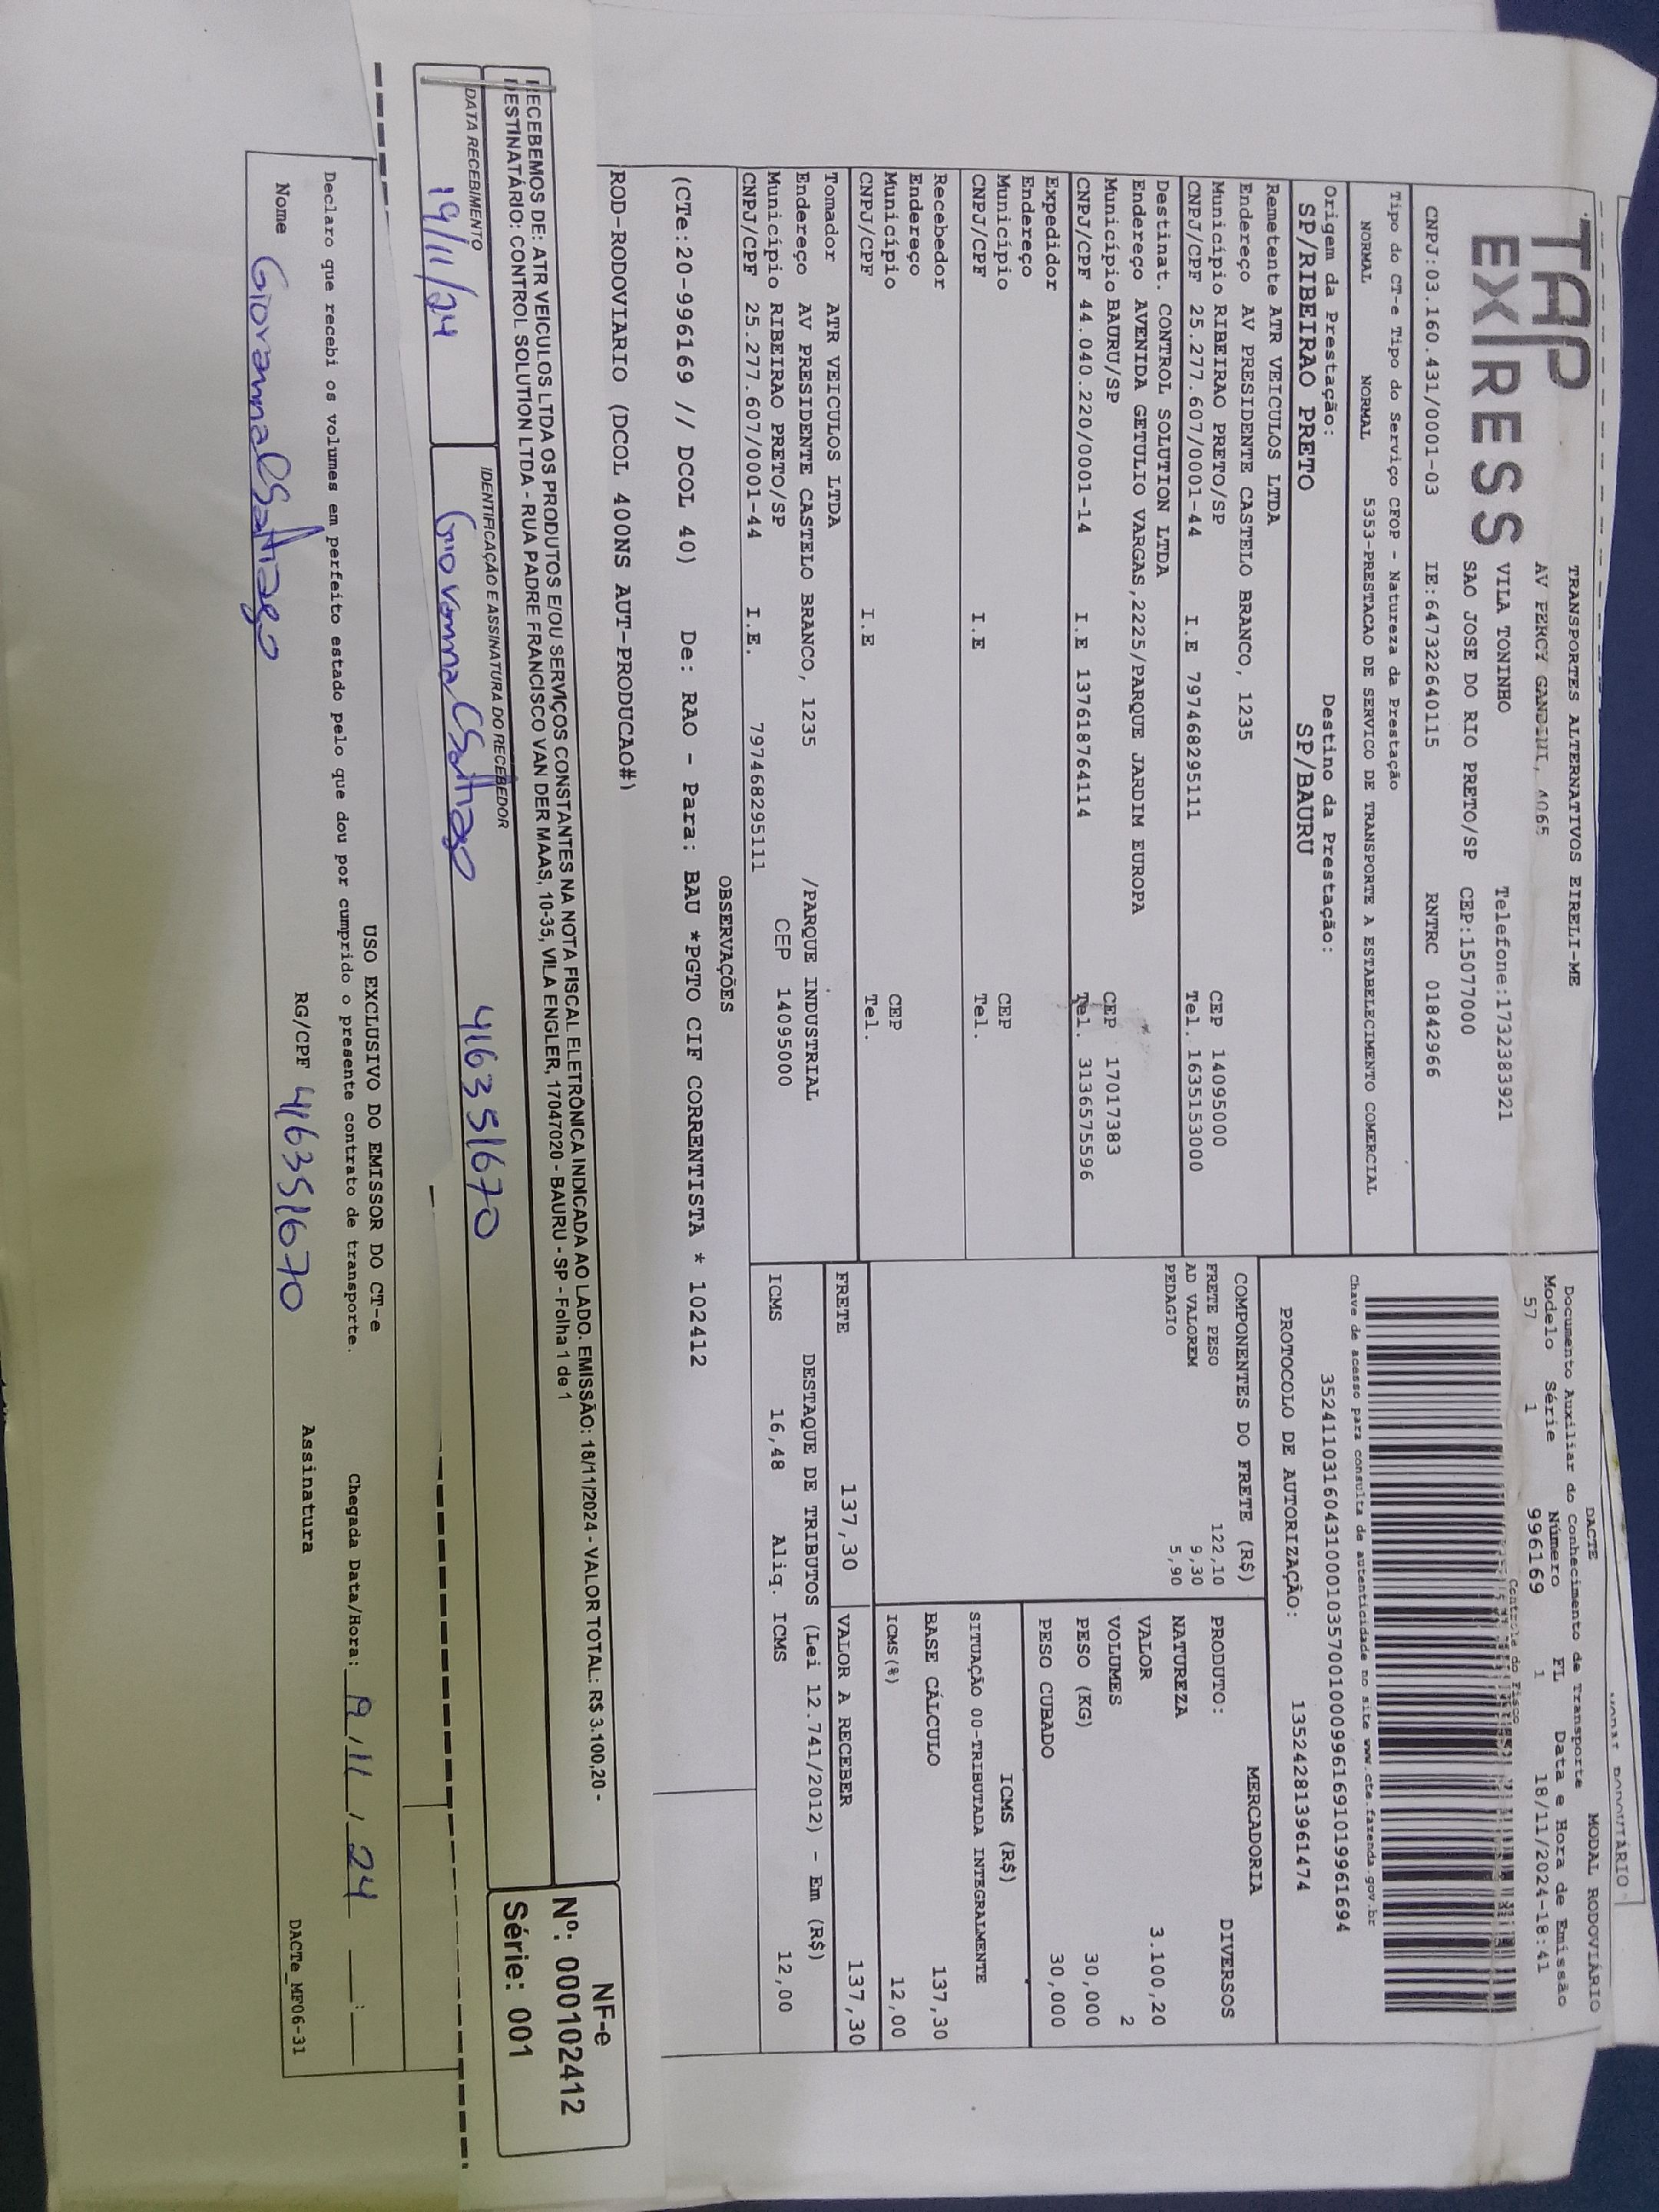 TAP
EXPRESS
TRANSPORTES ALTERNATIVOS EIRELI-ME
AV PERCY GANDINI, 4065
VILA TONINHO Telefone:1732383921
SAO JOSE DO RIO PRETO/SP CEP:15077000
CNPJ:03.160.431/0001-03 IE:647322640115 RNTRC 01842966
DACTE MODAL RODOVIÁRIO
Documento Auxiliar do Conhecimento de Transporte
Modelo Série Número FL Data e Hora de Emissão
57 1 996169 1 18/11/2024-18:41
Controle do Fisco
Tipo do CT-e Tipo do Serviço CFOP - Natureza da Prestação
NORMAL NORMAL 5353-PRESTACAO DE SERVICO DE TRANSPORTE A ESTABELECIMENTO COMERCIAL
Chave de acesso para consulta de autenticidade no site www.cte.fazenda.gov.br
35241103160431000103570010009961691019961694
PROTOCOLO DE AUTORIZAÇÃO: 135242813961474
Origem da Prestação: Destino da Prestação:
SP/RIBEIRAO PRETO SP/BAURU
Remetente ATR VEICULOS LTDA
Endereço AV PRESIDENTE CASTELO BRANCO, 1235
Município RIBEIRAO PRETO/SP CEP 14095000
CNPJ/CPF 25.277.607/0001-44 I.E 797468295111 Tel. 1635153000
Destinat. CONTROL SOLUTION LTDA
Endereço AVENIDA GETULIO VARGAS,2225/PARQUE JARDIM EUROPA
Município BAURU/SP CEP 17017383
CNPJ/CPF 44.040.220/0001-14 I.E 137618764114 Tel. 3136575596
Expedidor
Endereço
Município CEP
CNPJ/CPF I.E Tel.
Recebedor
Endereço
Município CEP
CNPJ/CPF I.E Tel.
Tomador ATR VEICULOS LTDA
Endereço AV PRESIDENTE CASTELO BRANCO, 1235 /PARQUE INDUSTRIAL
Município RIBEIRAO PRETO/SP CEP 14095000
CNPJ/CPF 25.277.607/0001-44 I.E. 797468295111
COMPONENTES DO FRETE (R$)
FRETE PESO 122,10
AD VALOREM 9,30
PEDAGIO 5,90
MERCADORIA
PRODUTO: DIVERSOS
NATUREZA
VALOR 3.100,20
VOLUMES 2
PESO (KG) 30,000
PESO CUBADO 30,000
ICMS (R$)
SITUAÇÃO 00-TRIBUTADA INTEGRALMENTE
BASE CÁLCULO 137,30
ICMS(%) 12,00
FRETE 137,30 VALOR A RECEBER 137,30
DESTAQUE DE TRIBUTOS (Lei 12.741/2012) - Em (R$)
ICMS 16,48 Aliq. ICMS 12,00
OBSERVAÇÕES
(CTe:20-996169 // DCOL 40) De: RAO - Para: BAU *PGTO CIF CORRENTISTA * 102412
ROD-RODOVIARIO (DCOL 400NS AUT-PRODUCAO#)
RECEBEMOS DE: ATR VEICULOS LTDA OS PRODUTOS E/OU SERVIÇOS CONSTANTES NA NOTA FISCAL ELETRÔNICA INDICADA AO LADO. EMISSÃO: 18/11/2024 - VALOR TOTAL: R$ 3.100,20 -
DESTINATÁRIO: CONTROL SOLUTION LTDA - RUA PADRE FRANCISCO VAN DER MAAS, 10-35, VILA ENGLER, 17047020 - BAURU - SP - Folha 1 de 1
NF-e
Nº: 000102412
Série: 001
DATA RECEBIMENTO IDENTIFICAÇÃO E ASSINATURA DO RECEBEDOR
19/11/24 Giovanna C Santiago 416351670
USO EXCLUSIVO DO EMISSOR DO CT-e
Declaro que recebi os volumes em perfeito estado pelo que dou por cumprido o presente contrato de transporte. Chegada Data/Hora: 19/11/24 __:__
Nome Giovanna C Santiago RG/CPF 416351670 Assinatura
DACTe_MF06-31